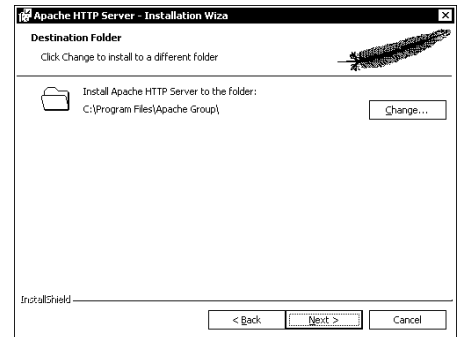 Apache HTTP Server - Installation Wiza
Destination Folder
Click Change to install to a different folder
Install Apache HTTP Server to the folder:
C:\Program Files\Apache Group\
Change...
InstallShield
< Back
Next >
Cancel